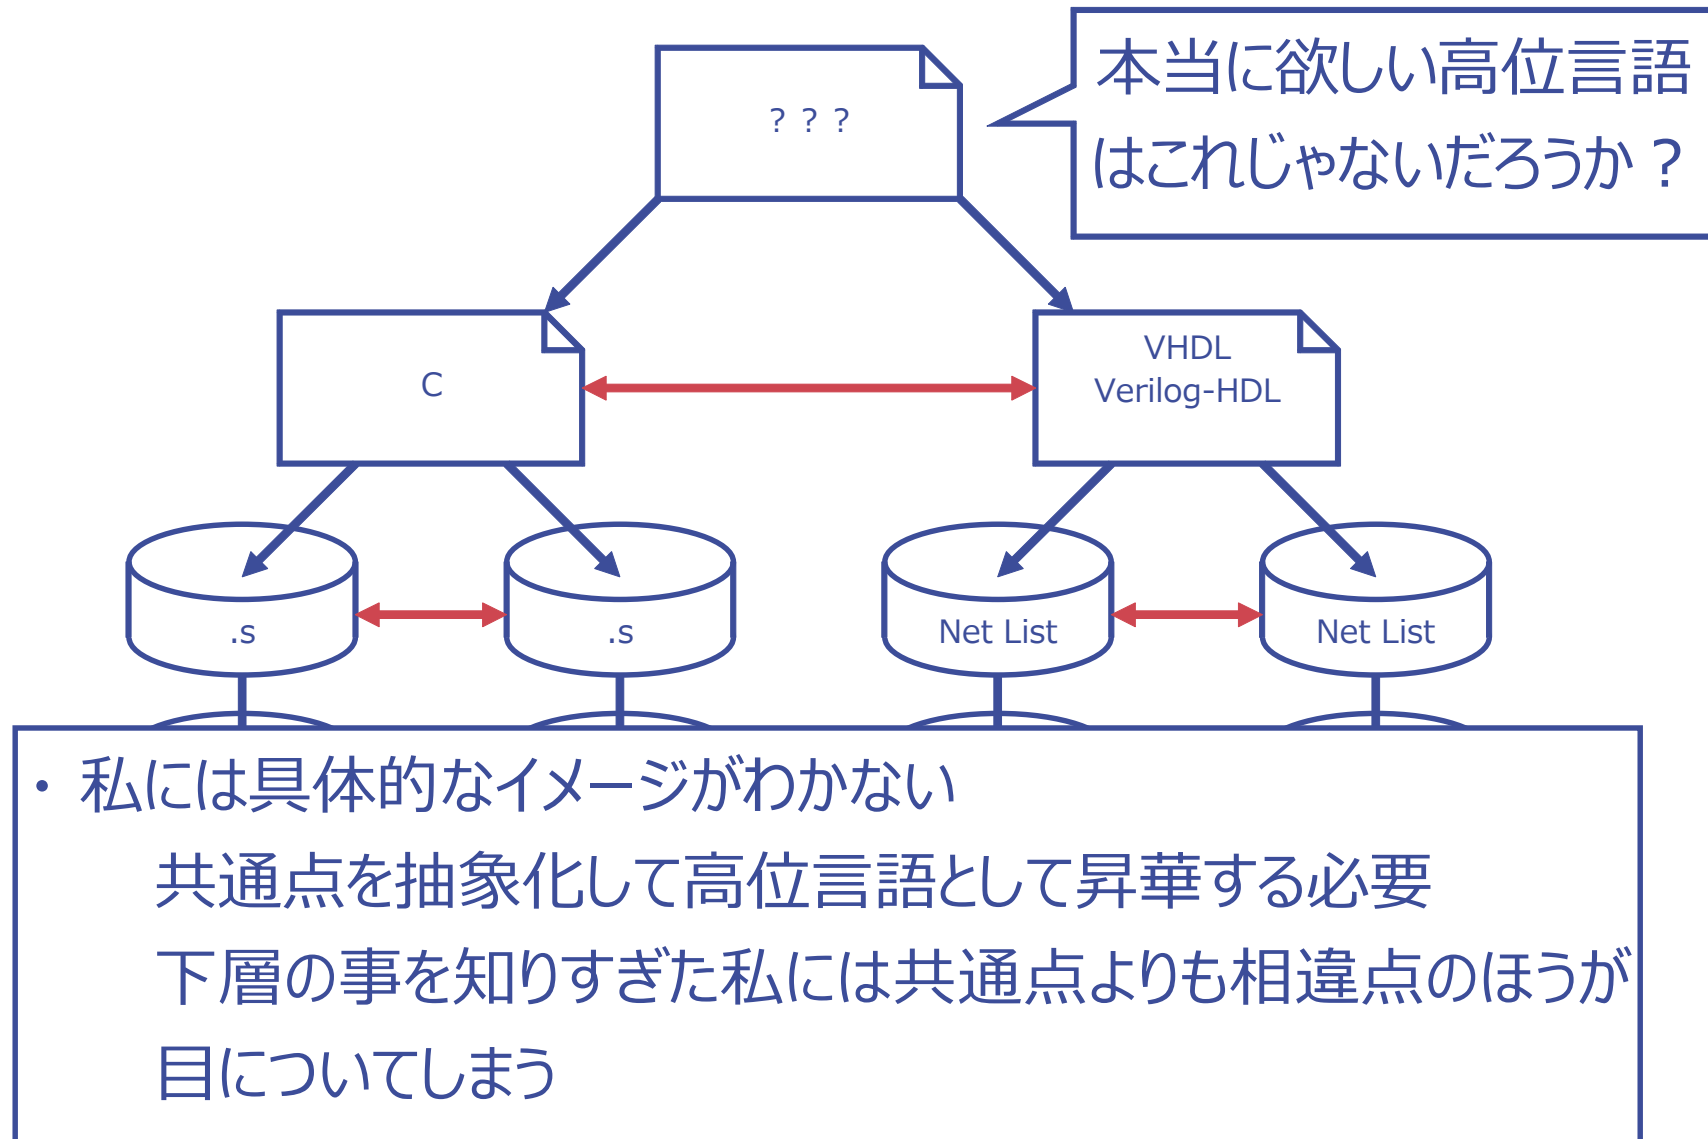 本当に欲しい高位言語
はこれじゃないだろうか？
？？？
C
VHDL
Verilog-HDL
.s
.s
Net List
Net List
・私には具体的なイメージがわかない
共通点を抽象化して高位言語として昇華する必要
下層の事を知りすぎた私には共通点よりも相違点のほうが
目についてしまう